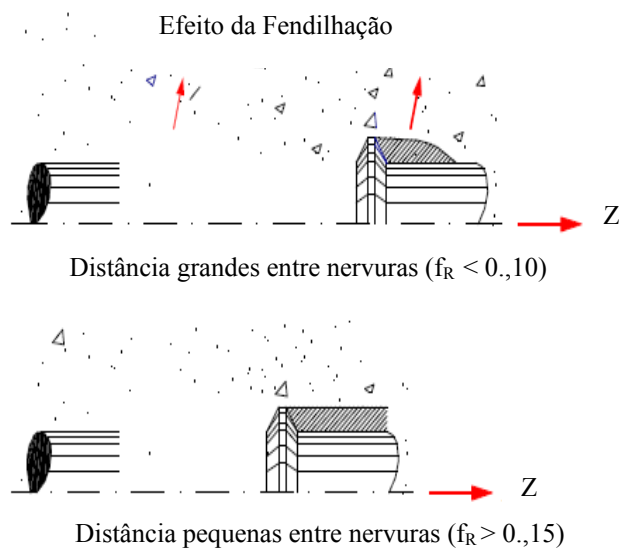 Efeito da Fendilhação
Z
Distância grandes entre nervuras (fR < 0.,10)
Z
Distância pequenas entre nervuras (fR > 0.,15)